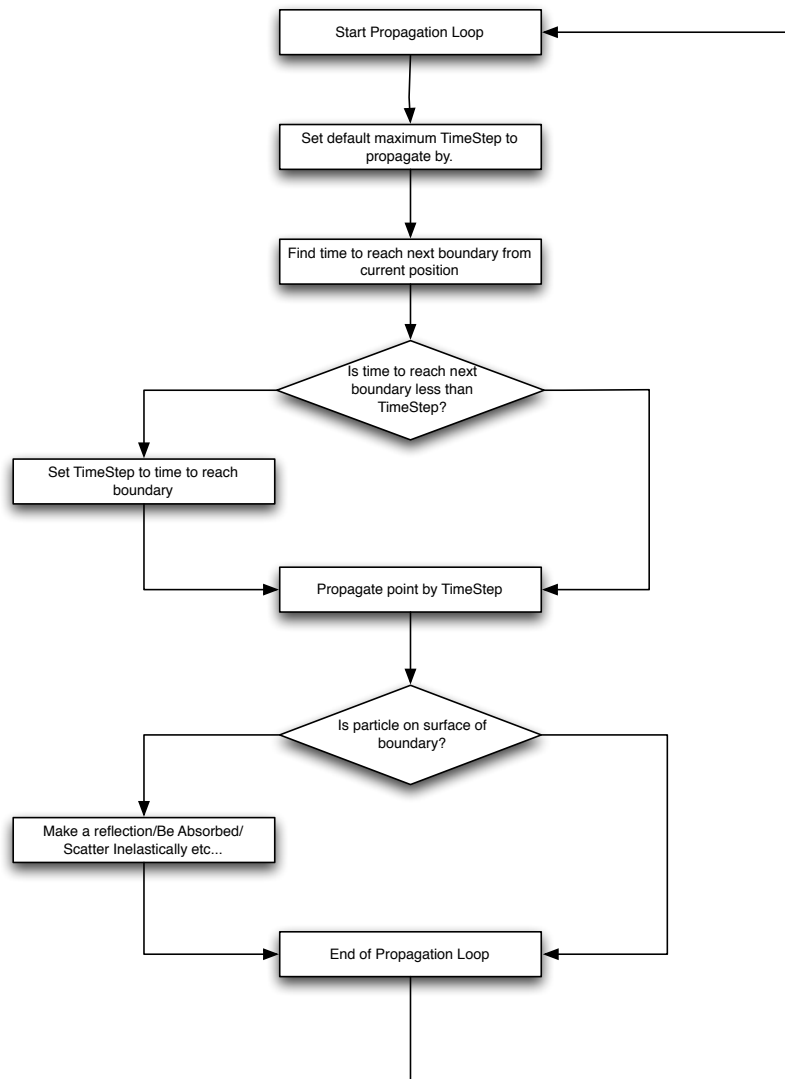 Start Propagation Loop
Set default maximum TimeStep to
propagate by.
Find time to reach next boundary from
current position
Is time to reach next
boundary less than
TimeStep?
Set TimeStep to time to reach
boundary
Propagate point by TimeStep
Is particle on surface of
boundary?
Make a reflection/Be Absorbed/
Scatter Inelastically etc...
End of Propagation Loop